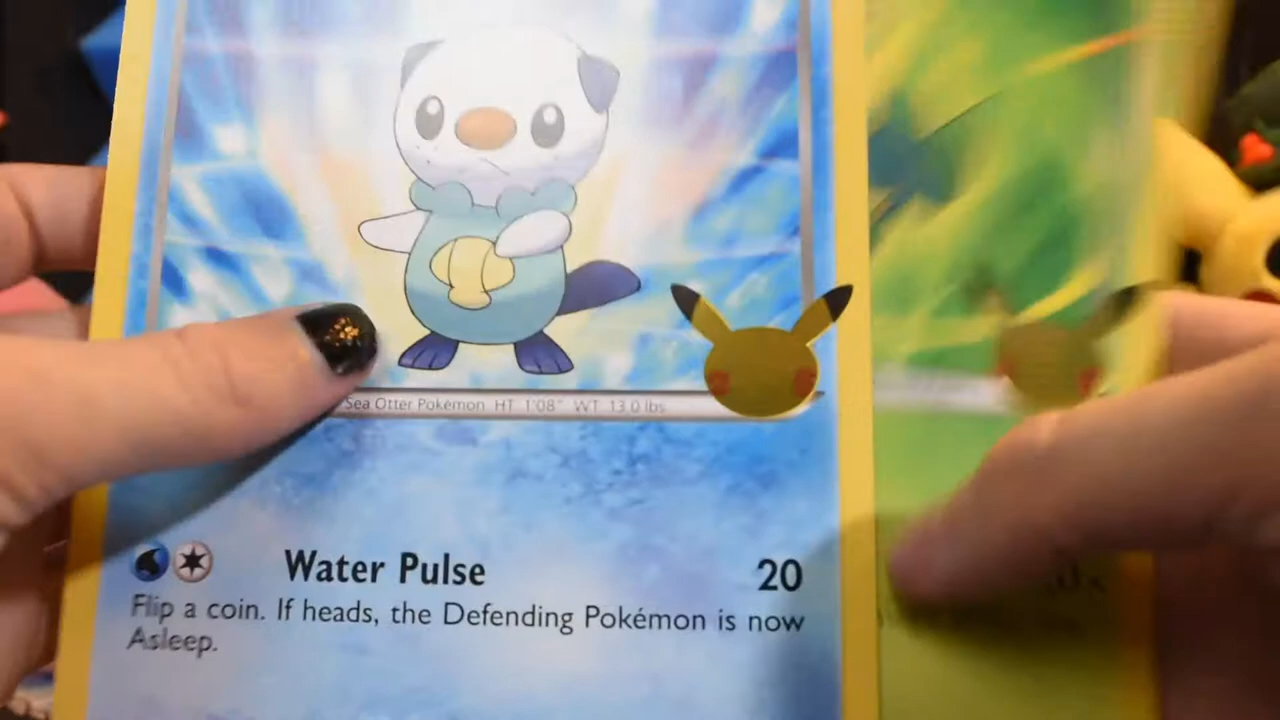 Sea Otter Pokémon HT 1'08" WT 13.0 lbs
Water Pulse 20
Flip a coin. If heads, the Defending Pokémon is now
Asleep.